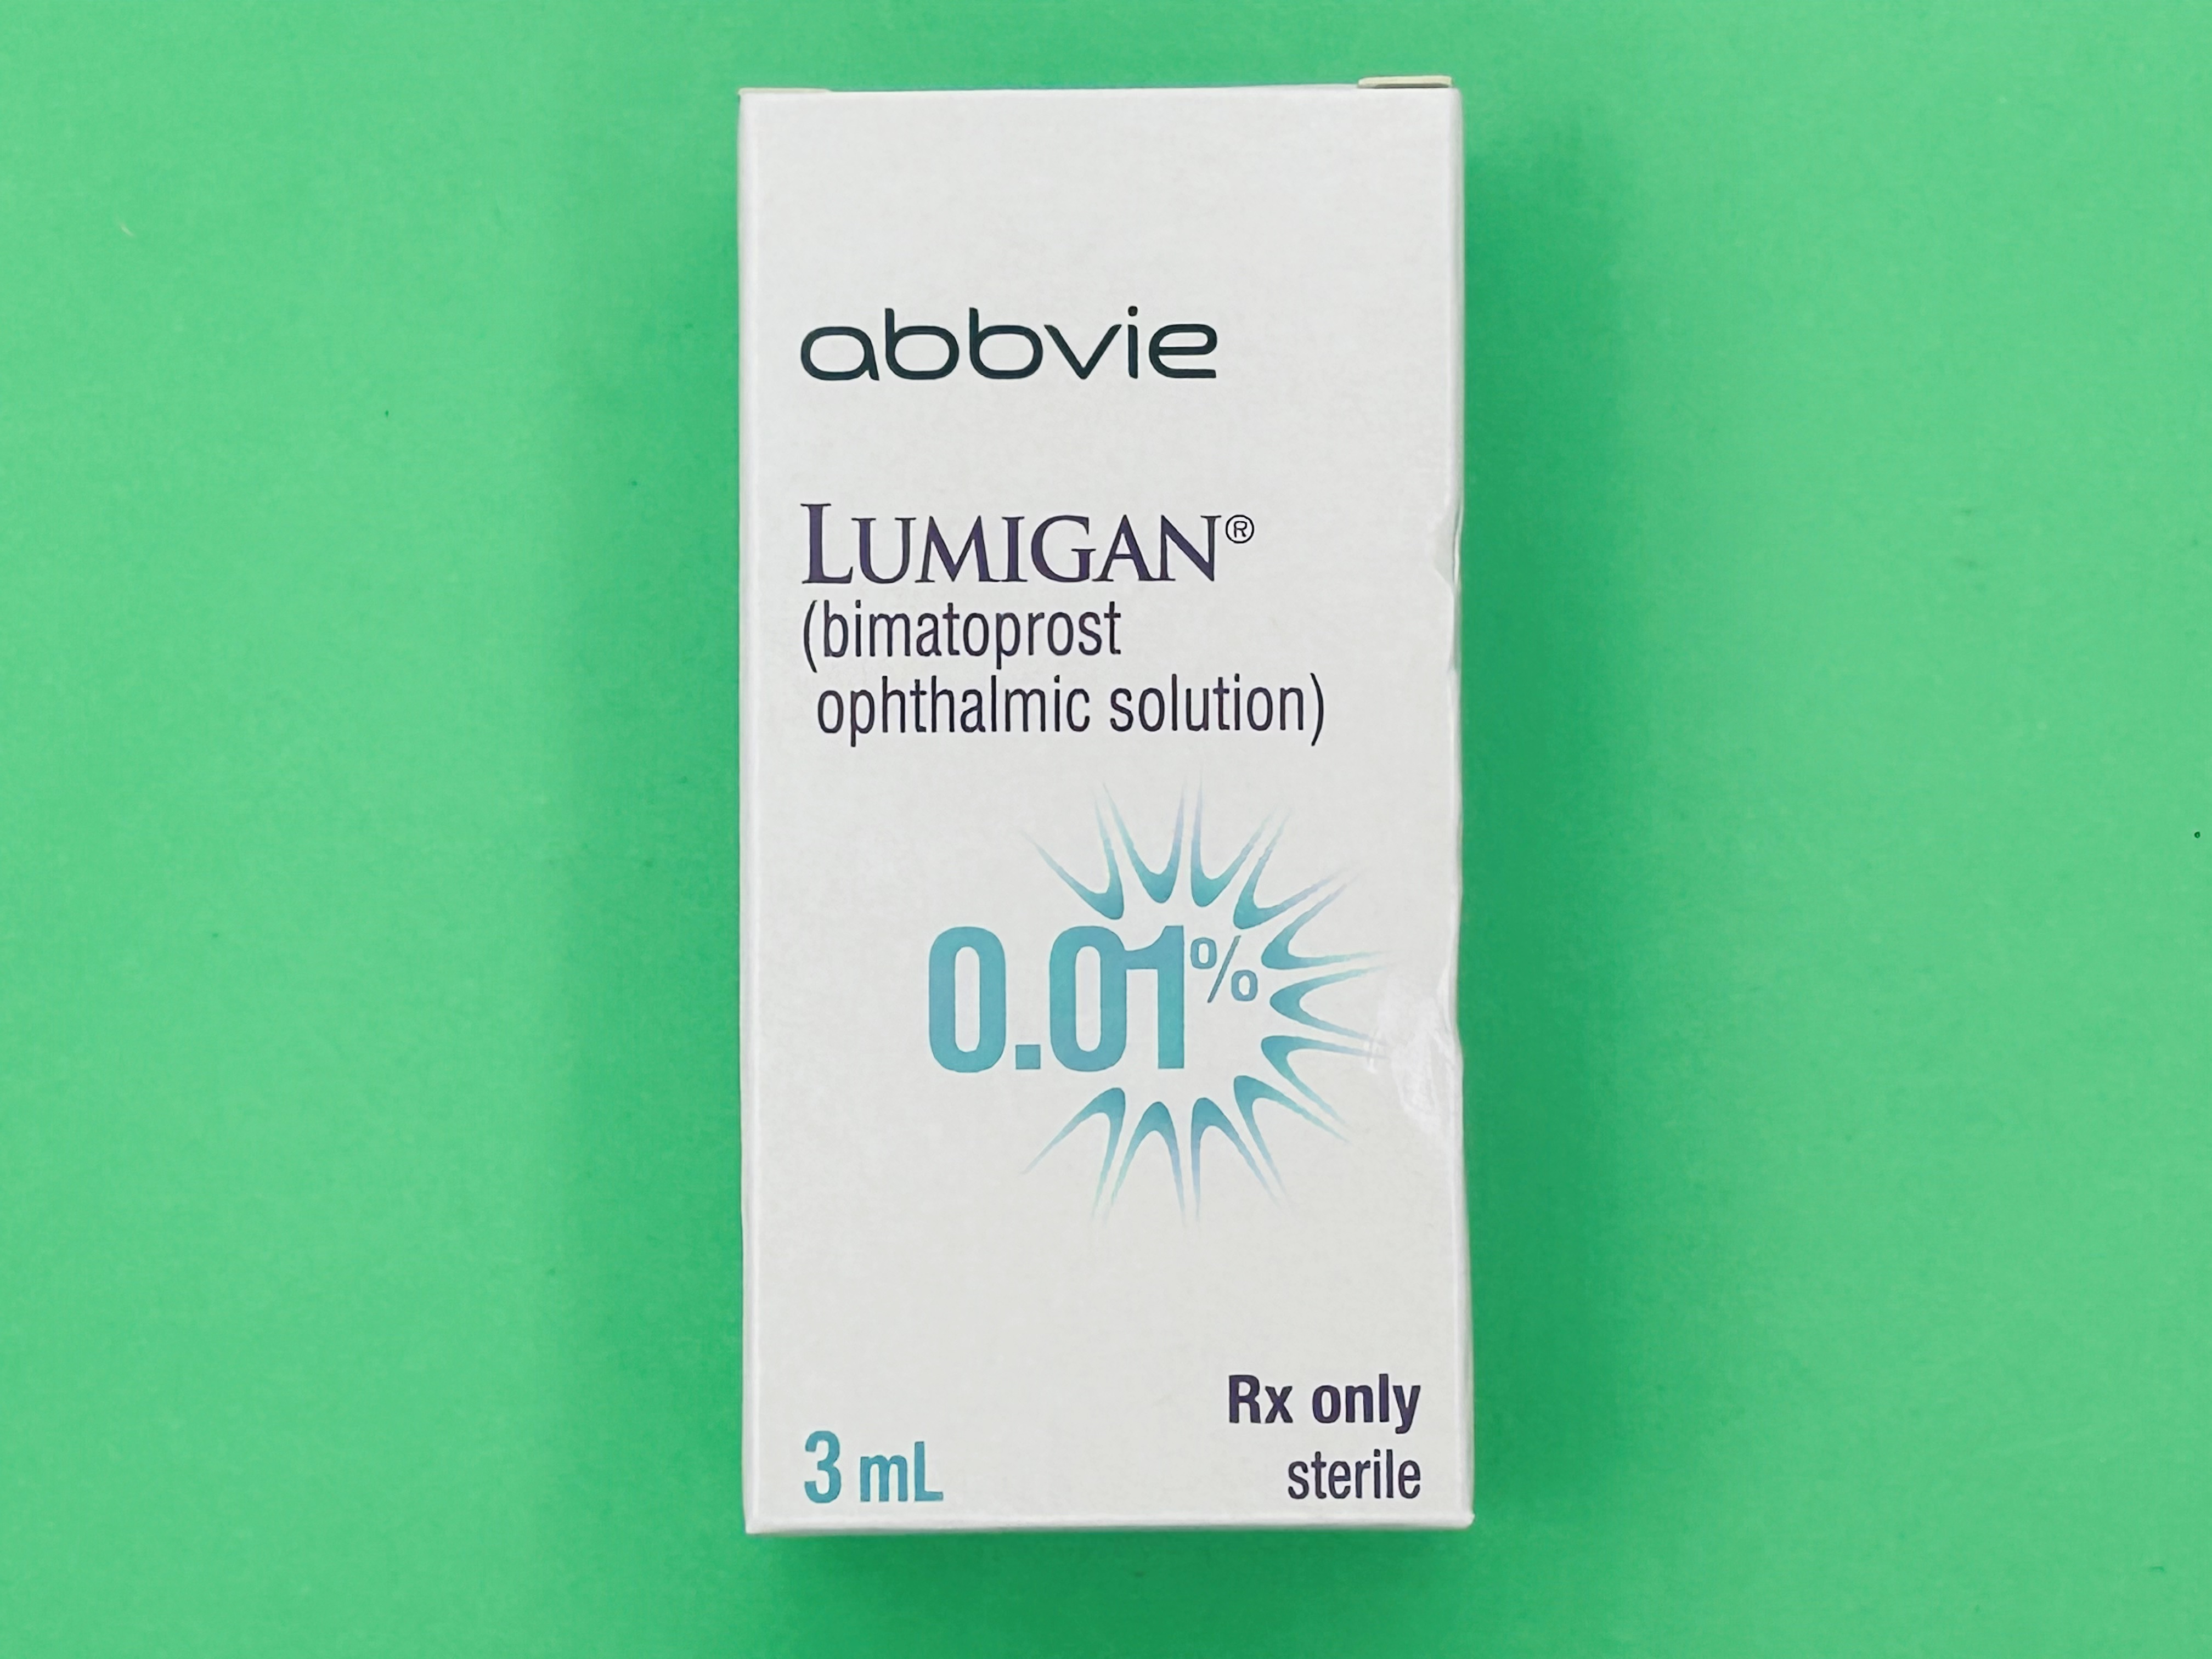 abbvie
LUMIGAN®
(bimatoprost
ophthalmic solution)
0.01%
Rx only
3 mL
sterile